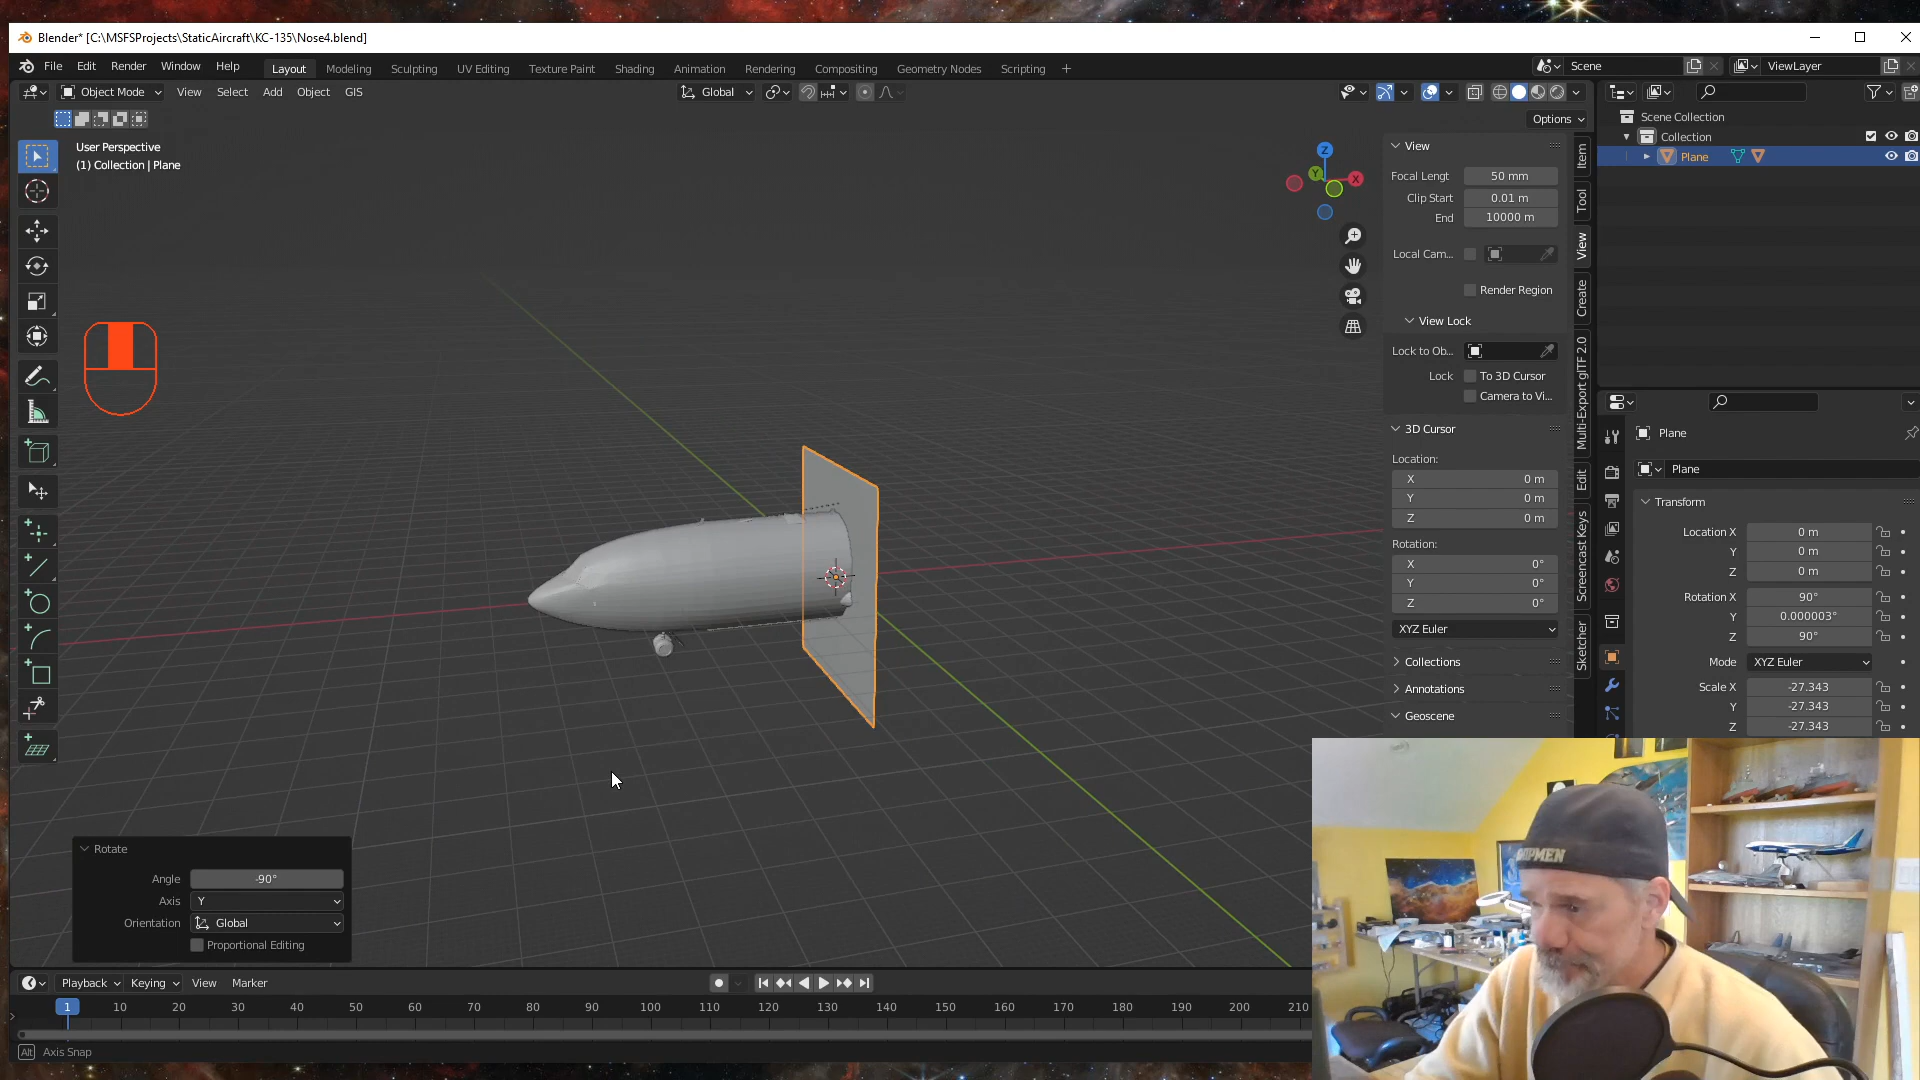 Blender* [C:\MSFSProjects\StaticAircraft\KC-135\Nose4.blend]
File Edit Render Window Help
Layout Modeling Sculpting UV Editing Texture Paint Shading Animation Rendering Compositing Geometry Nodes Scripting +
Scene
ViewLayer
Object Mode View Select Add Object GIS
Global
Options
User Perspective
(1) Collection | Plane
Z
Y
X
View
Focal Lengt 50 mm
Clip Start 0.01 m
End 10000 m
Local Cam...
Render Region
View Lock
Lock to Ob...
Lock To 3D Cursor
Camera to Vi...
3D Cursor
Location:
X 0 m
Y 0 m
Z 0 m
Rotation:
X 0°
Y 0°
Z 0°
XYZ Euler
Collections
Annotations
Geoscene
Item
Tool
View
Create
Multi-Export glTF 2.0
Edit
Screencast Keys
Sketcher
Scene Collection
Collection
Plane
Plane
Plane
Transform
Location X 0 m
Y 0 m
Z 0 m
Rotation X 90°
Y 0.000003°
Z 90°
Mode XYZ Euler
Scale X -27.343
Y -27.343
Z -27.343
Rotate
Angle -90°
Axis Y
Orientation Global
Proportional Editing
Playback Keying View Marker
1 10 20 30 40 50 60 70 80 90 100 110 120 130 140 150 160 170 180 190 200 210
Alt Axis Snap